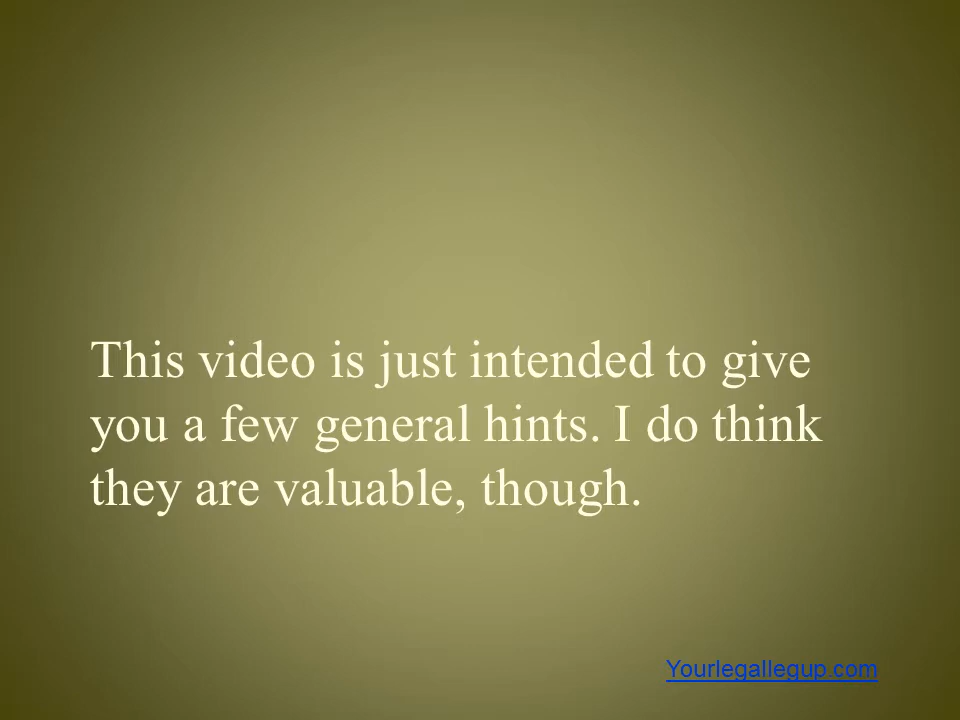 This video is just intended to give
you a few general hints. I do think
they are valuable, though.
Yourlegallegup.com